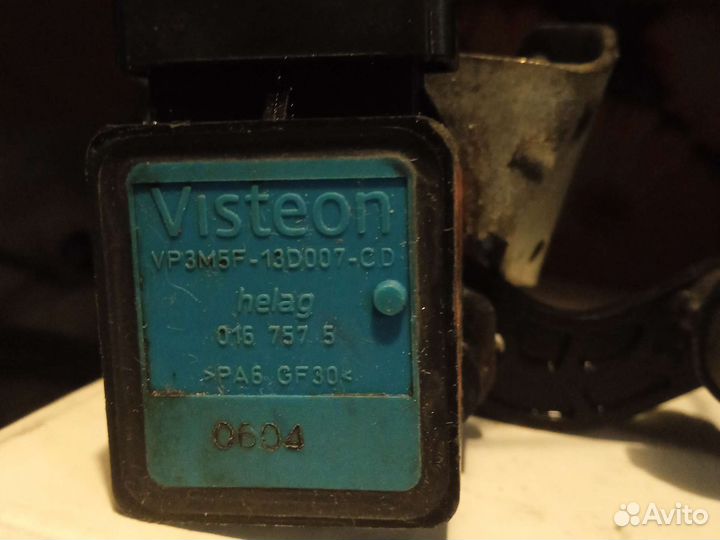 Visteon
VP3M5F-13D007-CD
helag
016 757 5
>PA6 GF30<
0604
Avito